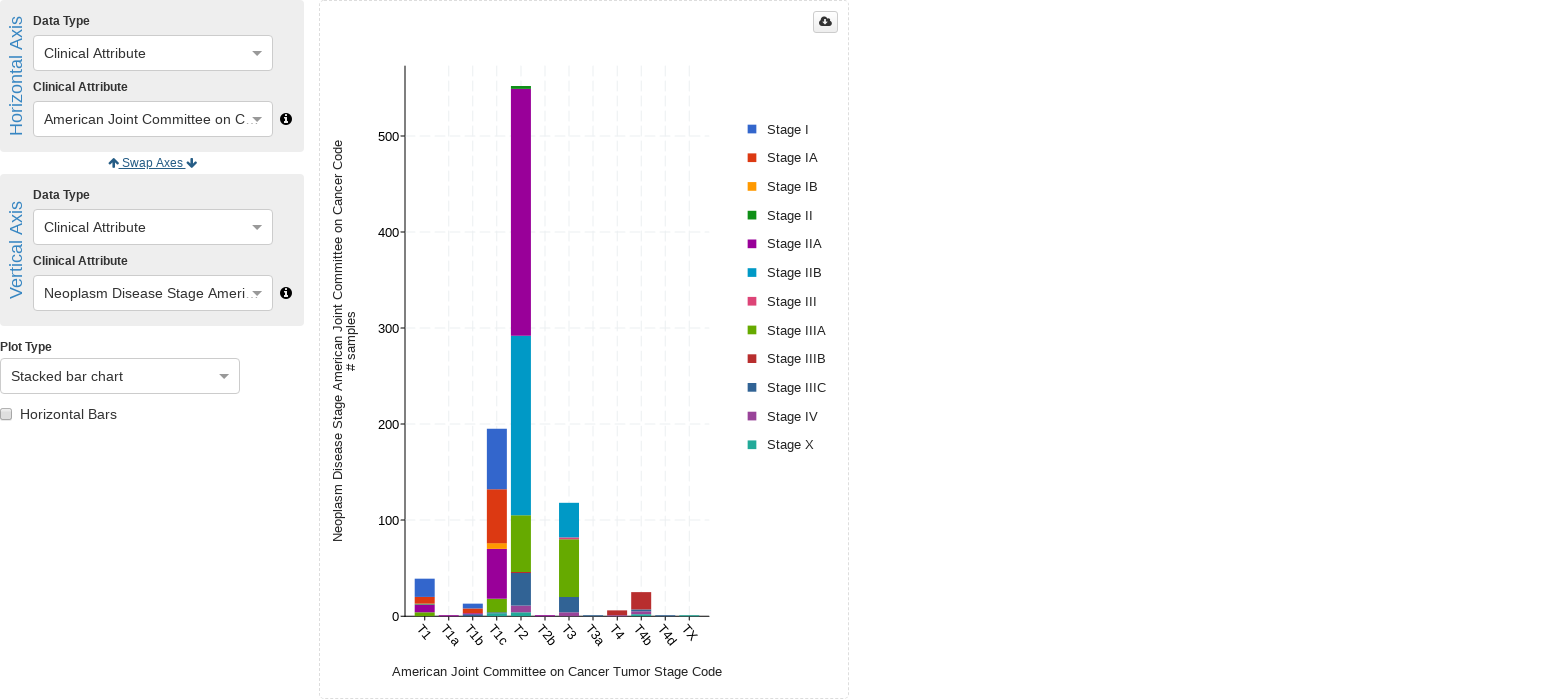 Horizontal Axis
Data Type
Clinical Attribute
Clinical Attribute
American Joint Committee on C...
Swap Axes
Vertical Axis
Data Type
Clinical Attribute
Clinical Attribute
Neoplasm Disease Stage Ameri...
Plot Type
Stacked bar chart
Horizontal Bars
Neoplasm Disease Stage American Joint Committee on Cancer Code
# samples
500
400
300
200
100
0
T1
T1a
T1b
T1c
T2
T2b
T3
T3a
T4
T4b
T4d
TX
American Joint Committee on Cancer Tumor Stage Code
Stage I
Stage IA
Stage IB
Stage II
Stage IIA
Stage IIB
Stage III
Stage IIIA
Stage IIIB
Stage IIIC
Stage IV
Stage X